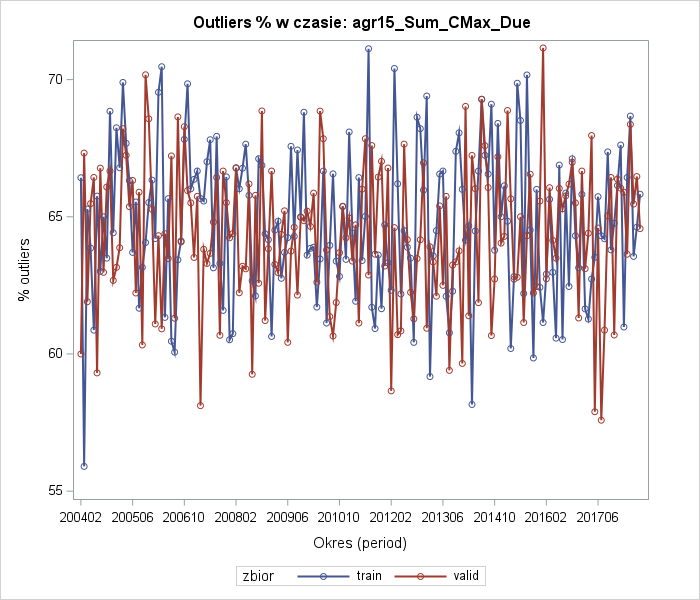 Outliers % w czasie: agr15_Sum_CMax_Due
% outliers
70
65
60
55
200402 200506 200610 200802 200906 201010 201202 201306 201410 201602 201706
Okres (period)
zbior train valid